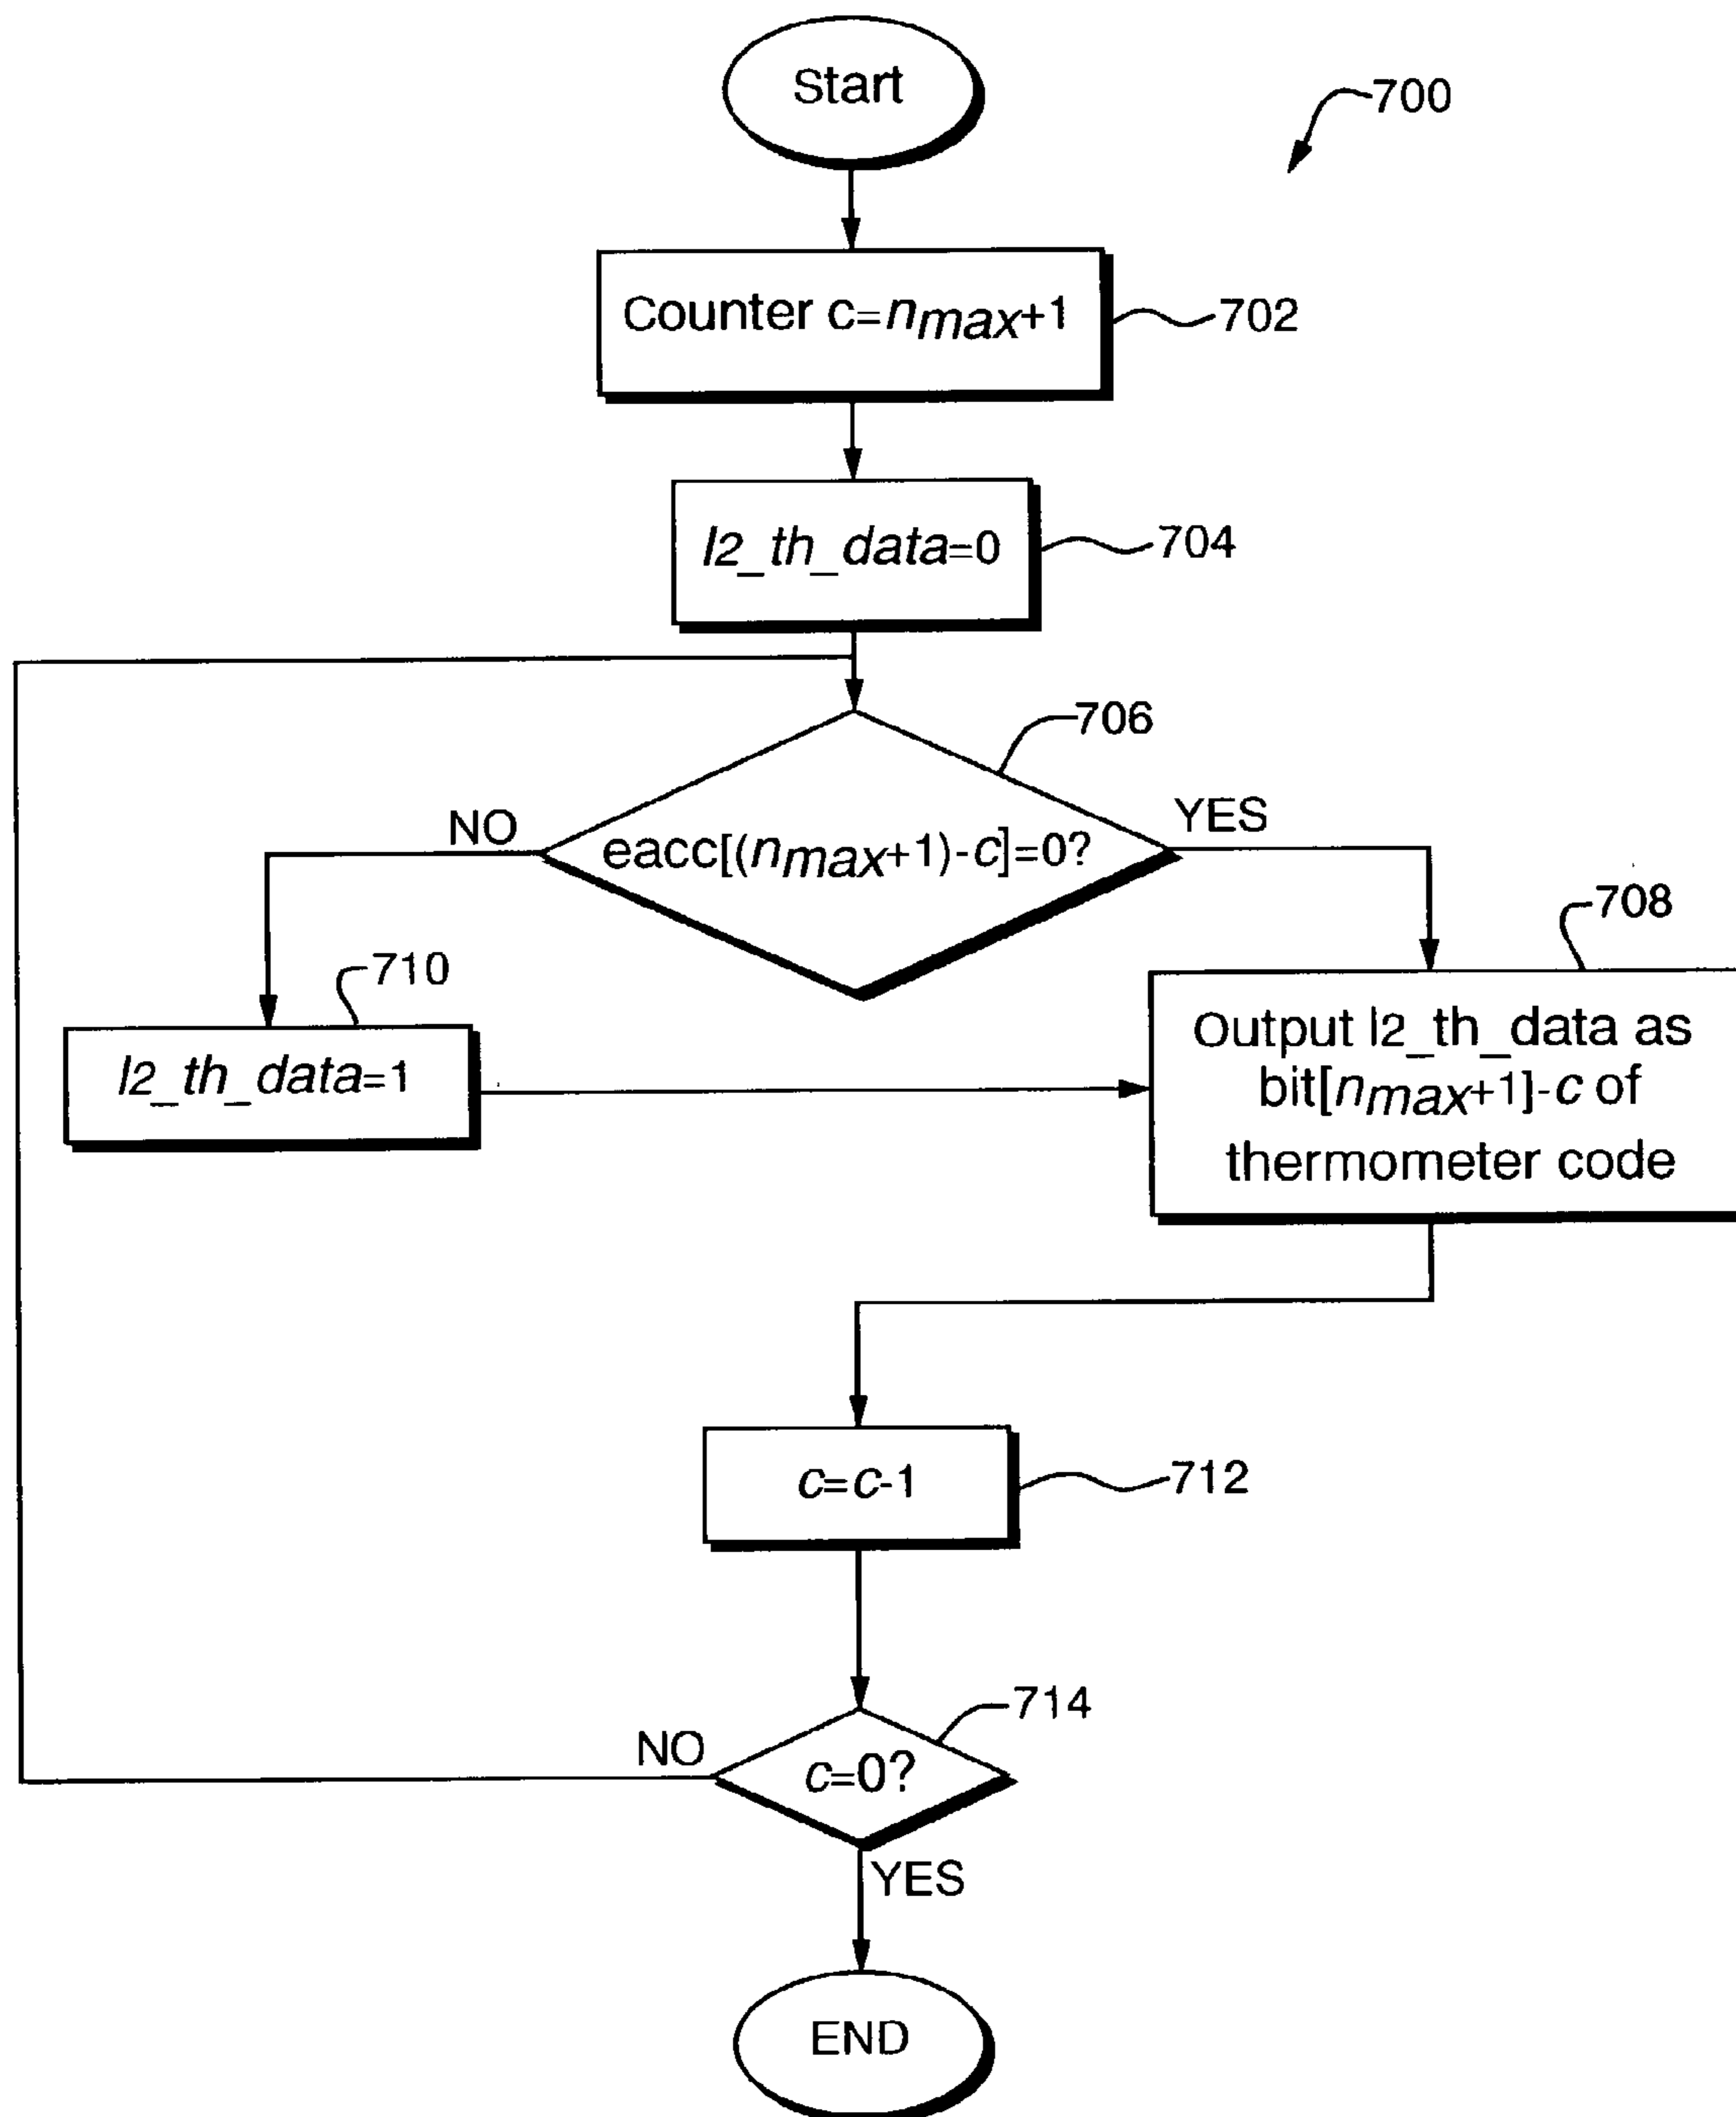 Start
700
Counter c=nmax+1
702
l2_th_data=0
704
706
NO
YES
eacc[(nmax+1)-c]=0?
708
710
l2_th_data=1
Output l2_th_data as
bit[nmax+1]-c of
thermometer code
c=c-1
712
714
NO
c=0?
YES
END